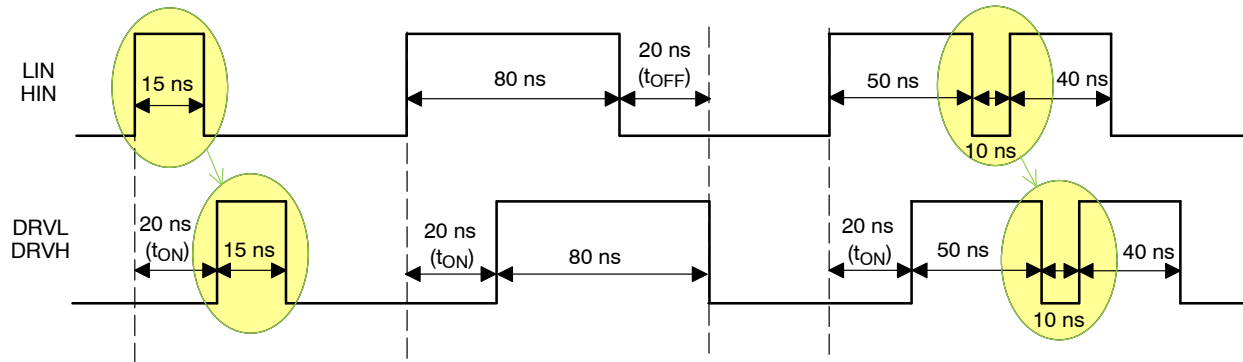 LIN
HIN
15 ns
80 ns
20 ns
(tOFF)
50 ns
10 ns
40 ns
DRVL
DRVH
20 ns
(tON)
15 ns
20 ns
(tON)
80 ns
20 ns
(tON)
50 ns
10 ns
40 ns